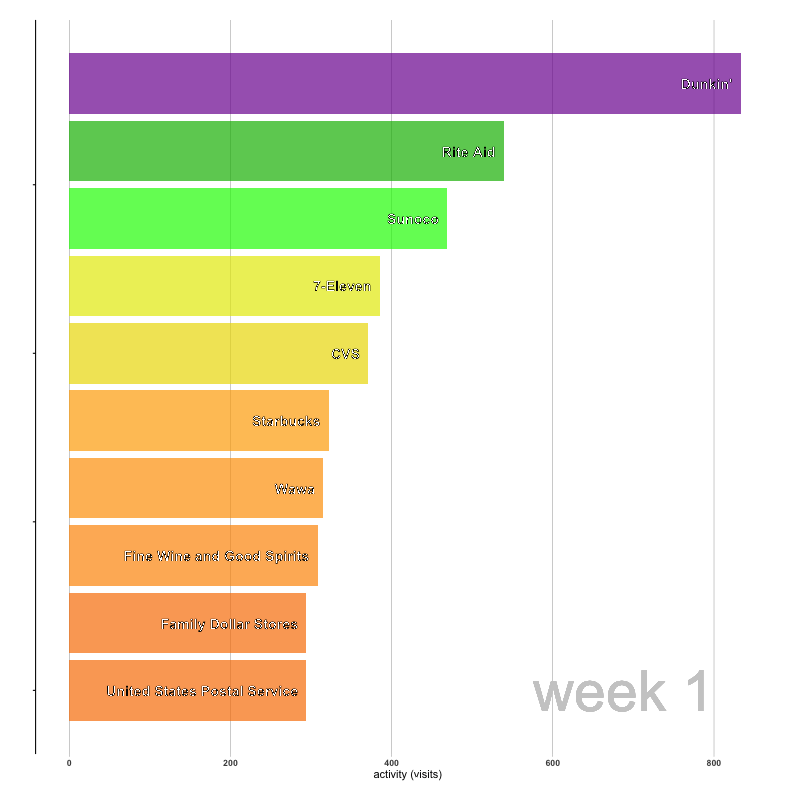 Dunkin'
Rite Aid
Sunoco
7-Eleven
CVS
Starbucks
Wawa
Fine Wine and Good Spirits
Family Dollar Stores
United States Postal Service
week 1
0 200 400 600 800
activity (visits)